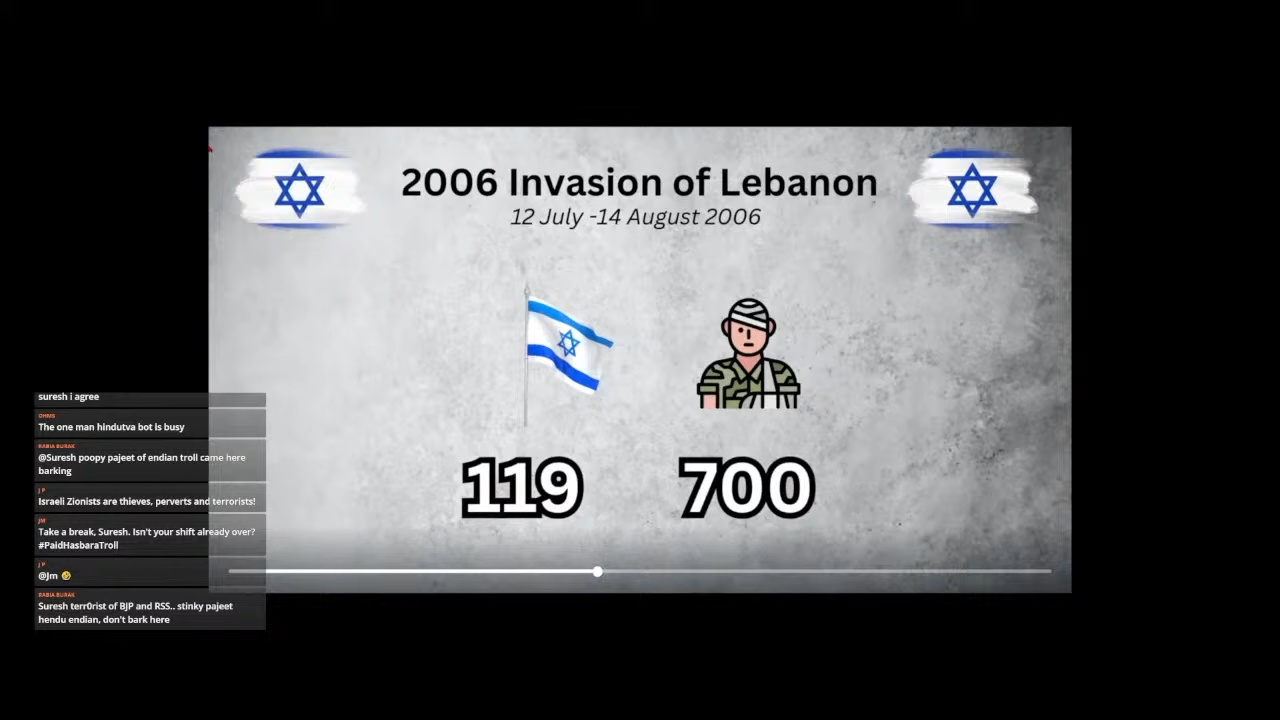 2006 Invasion of Lebanon
12 July -14 August 2006
119
700
suresh i agree
OHMS
The one man hindutva bot is busy
RABIA BURAK
@Suresh poopy pajeet of endian troll came here
barking
J P
Israeli Zionists are thieves, perverts and terrorists!
JM
Take a break, Suresh. Isn't your shift already over?
#PaidHasbaraTroll
J P
@Jm 🤣
RABIA BURAK
Suresh terr0rist of BJP and RSS.. stinky pajeet
hendu endian, don't bark here